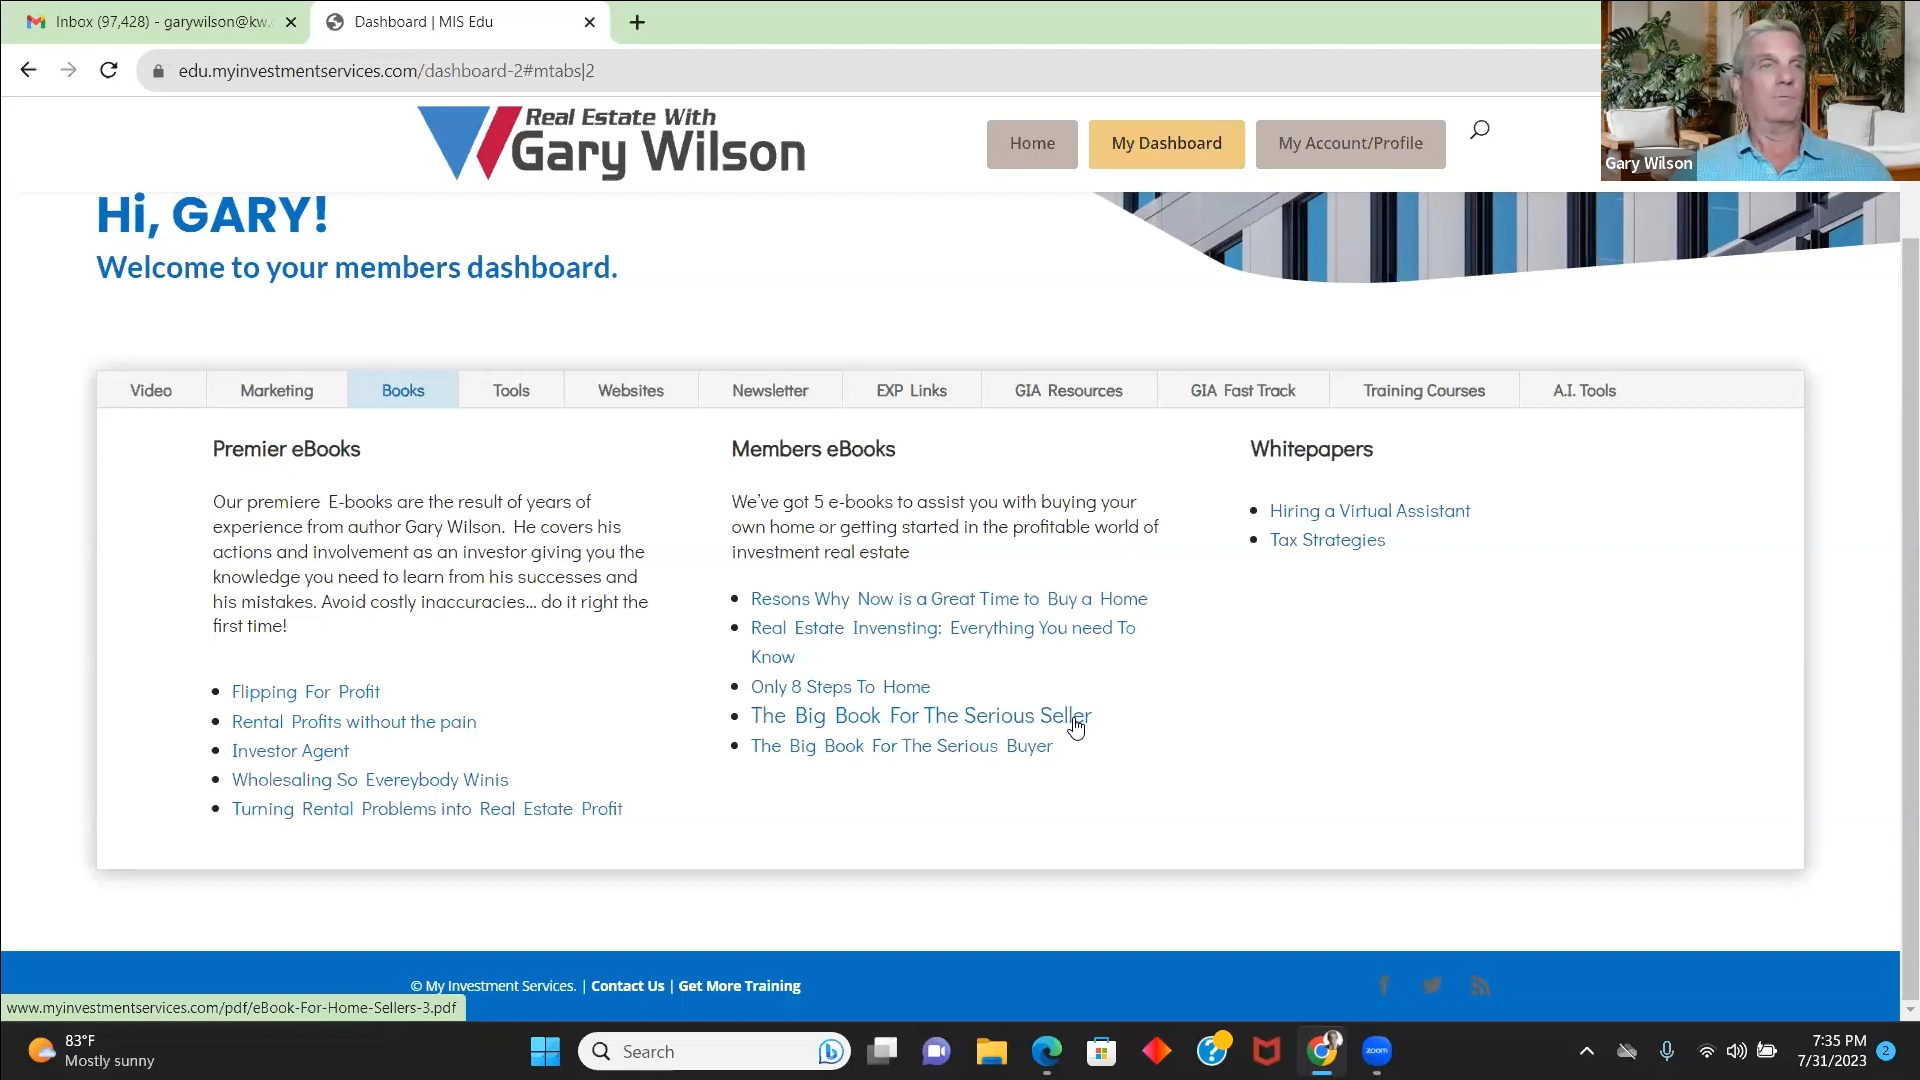 Inbox (97,428) - garywilson@kw.
Dashboard | MIS Edu
edu.myinvestmentservices.com/dashboard-2#mtabs|2
Real Estate With
Gary Wilson
Home
My Dashboard
My Account/Profile
Gary Wilson
Hi, GARY!
Welcome to your members dashboard.
Video
Marketing
Books
Tools
Websites
Newsletter
EXP Links
GIA Resources
GIA Fast Track
Training Courses
A.I. Tools
Premier eBooks
Our premiere E-books are the result of years of
experience from author Gary Wilson. He covers his
actions and involvement as an investor giving you the
knowledge you need to learn from his successes and
his mistakes. Avoid costly inaccuracies... do it right the
first time!
Flipping For Profit
Rental Profits without the pain
Investor Agent
Wholesaling So Evereybody Winis
Turning Rental Problems into Real Estate Profit
Members eBooks
We've got 5 e-books to assist you with buying your
own home or getting started in the profitable world of
investment real estate
Resons Why Now is a Great Time to Buy a Home
Real Estate Invensting: Everything You need To
Know
Only 8 Steps To Home
The Big Book For The Serious Seller
The Big Book For The Serious Buyer
Whitepapers
Hiring a Virtual Assistant
Tax Strategies
© My Investment Services. | Contact Us | Get More Training
www.myinvestmentservices.com/pdf/eBook-For-Home-Sellers-3.pdf
83°F
Mostly sunny
Search
zoom
7:35 PM
7/31/2023
2